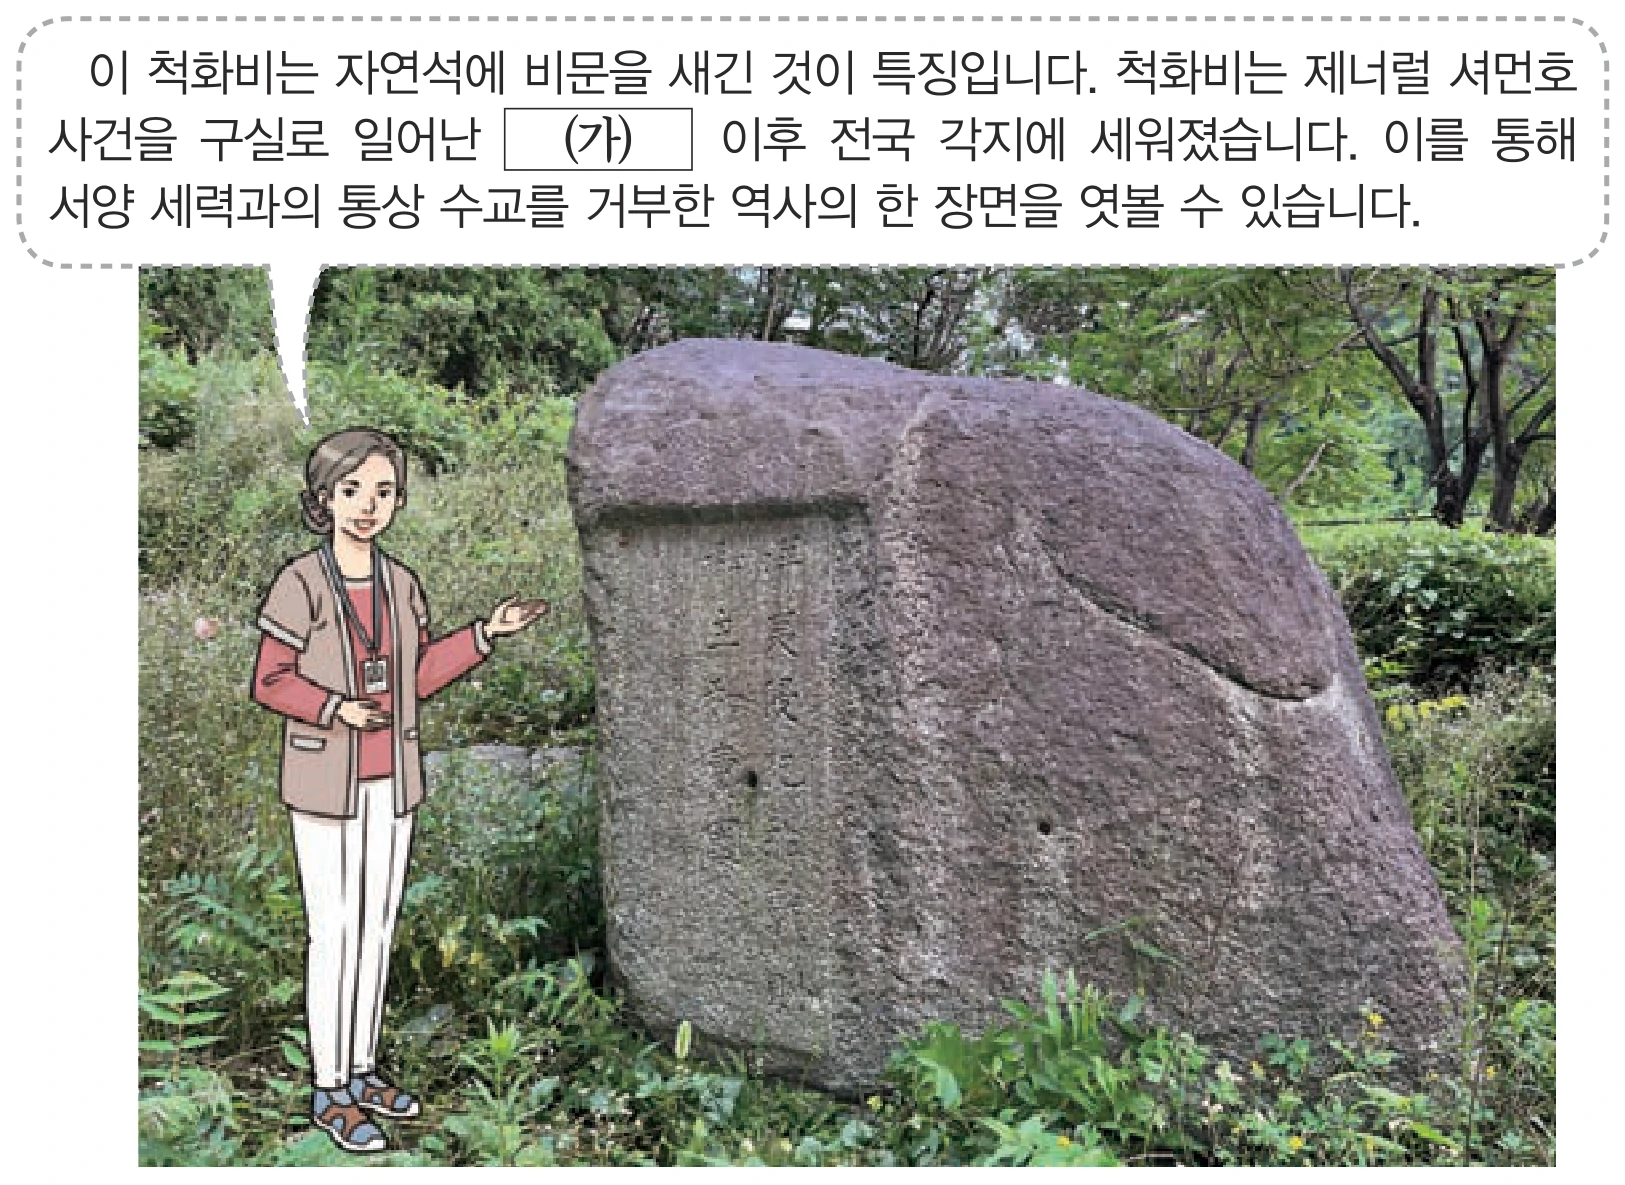 이 척화비는 자연석에 비문을 새긴 것이 특징입니다. 척화비는 제너럴 셔먼호
사건을 구실로 일어난 (가) 이후 전국 각지에 세워졌습니다. 이를 통해
서양 세력과의 통상 수교를 거부한 역사의 한 장면을 엿볼 수 있습니다.